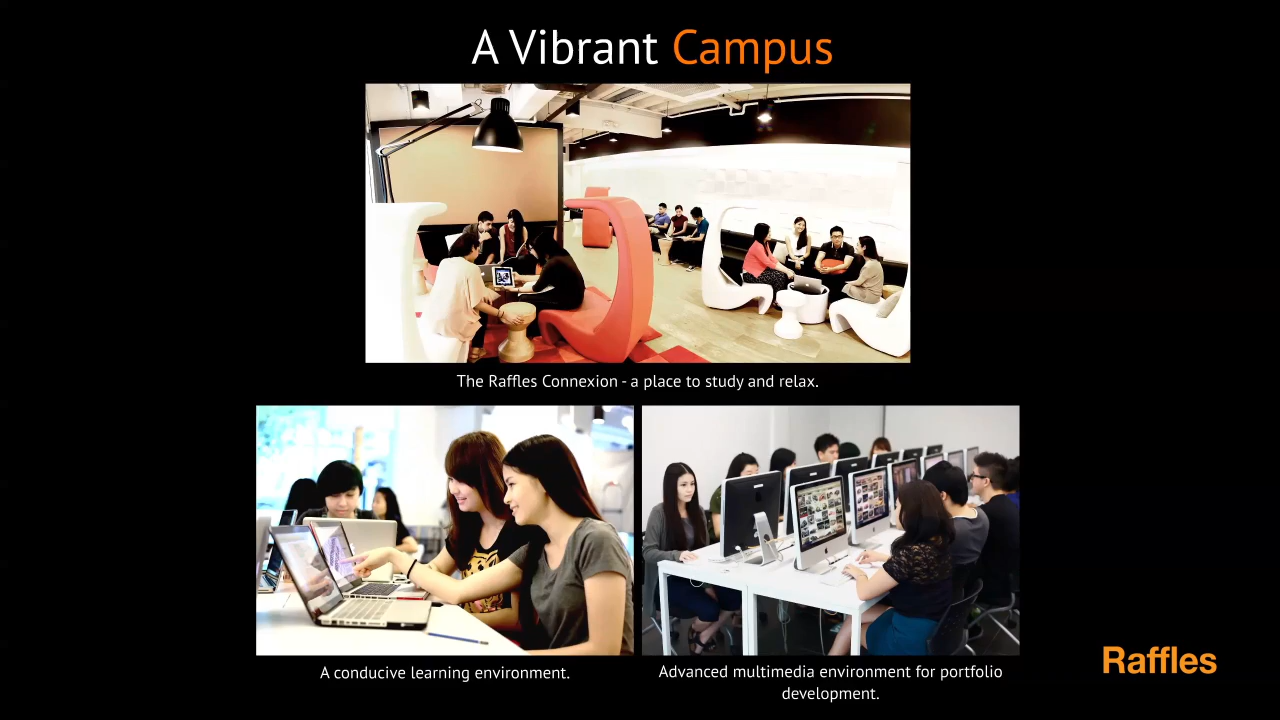 A Vibrant Campus
The Raffles Connexion - a place to study and relax.
A conducive learning environment.
Advanced multimedia environment for portfolio
development.
Raffles